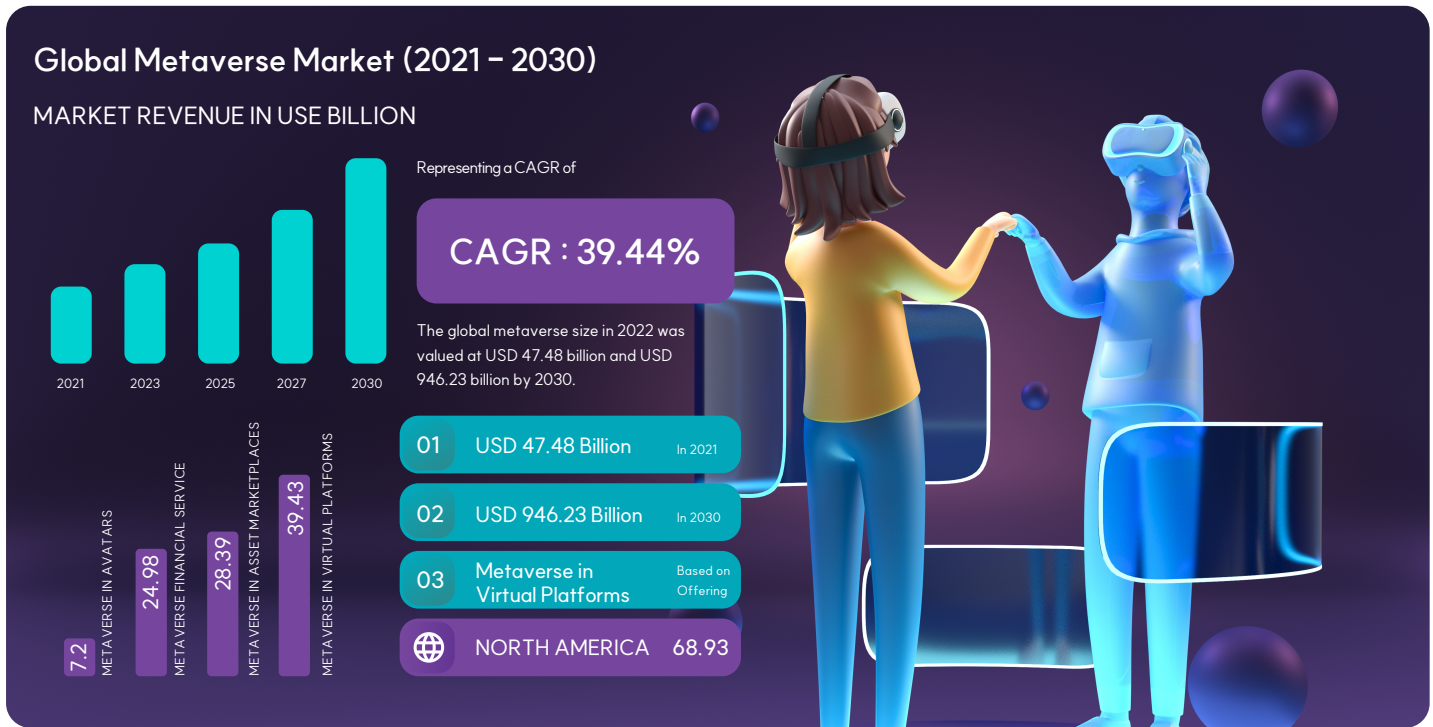 Global Metaverse Market (2021 – 2030)
MARKET REVENUE IN USE BILLION
2021
2023
2025
2027
2030
Representing a CAGR of
CAGR : 39.44%
The global metaverse size in 2022 was
valued at USD 47.48 billion and USD
946.23 billion by 2030.
7.2
METAVERSE IN AVATARS
24.98
METAVERSE FINANCIAL SERVICE
28.39
METAVERSE IN ASSET MARKETPLACES
39.43
METAVERSE IN VIRTUAL PLATFORMS
01 USD 47.48 Billion In 2021
02 USD 946.23 Billion In 2030
03 Metaverse in Based on
Virtual Platforms Offering
NORTH AMERICA 68.93